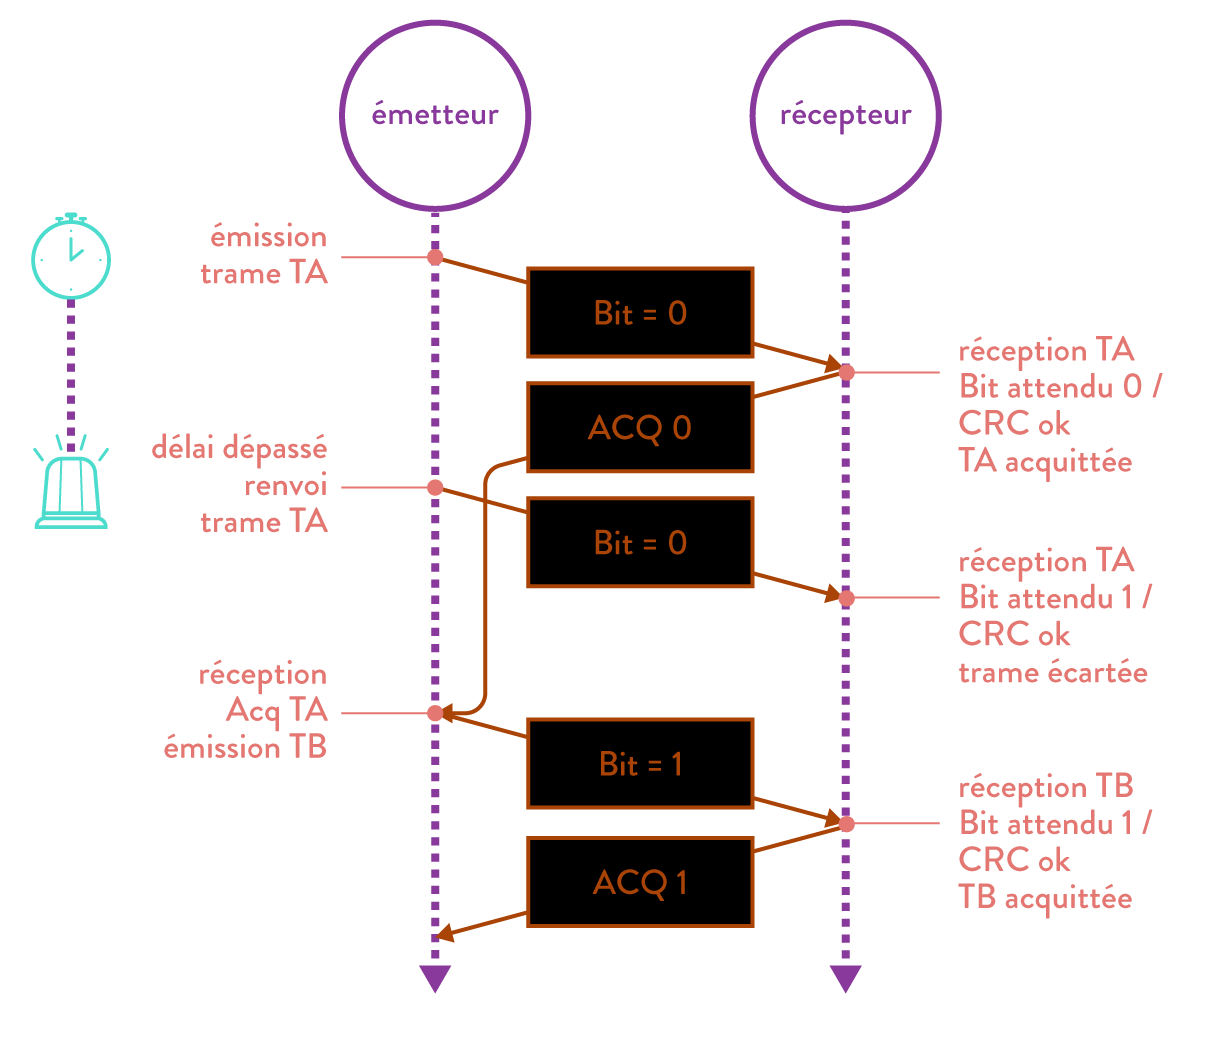 émetteur
récepteur
émission
trame TA
Bit = 0
réception TA
Bit attendu 0 /
CRC ok
TA acquittée
ACQ 0
délai dépassé
renvoi
trame TA
Bit = 0
réception TA
Bit attendu 1 /
CRC ok
trame écartée
réception
Acq TA
émission TB
Bit = 1
réception TB
Bit attendu 1 /
CRC ok
TB acquittée
ACQ 1